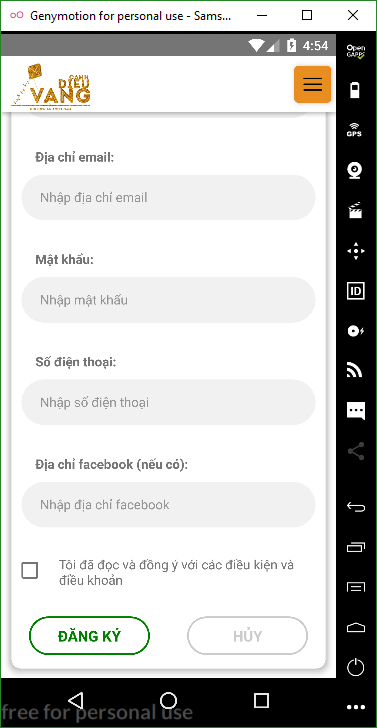 Genymotion for personal use - Sams...
Open
GAPPS
4:54
CÁNH
DIỀU
VANG
GPS
Địa chỉ email:
Nhập địa chỉ email
Mật khẩu:
Nhập mật khẩu
ID
Số điện thoại:
Nhập số điện thoại
Địa chỉ facebook (nếu có):
Nhập địa chỉ facebook
Tôi đã đọc và đồng ý với các điều kiện và
điều khoản
ĐĂNG KÝ
HỦY
free for personal use